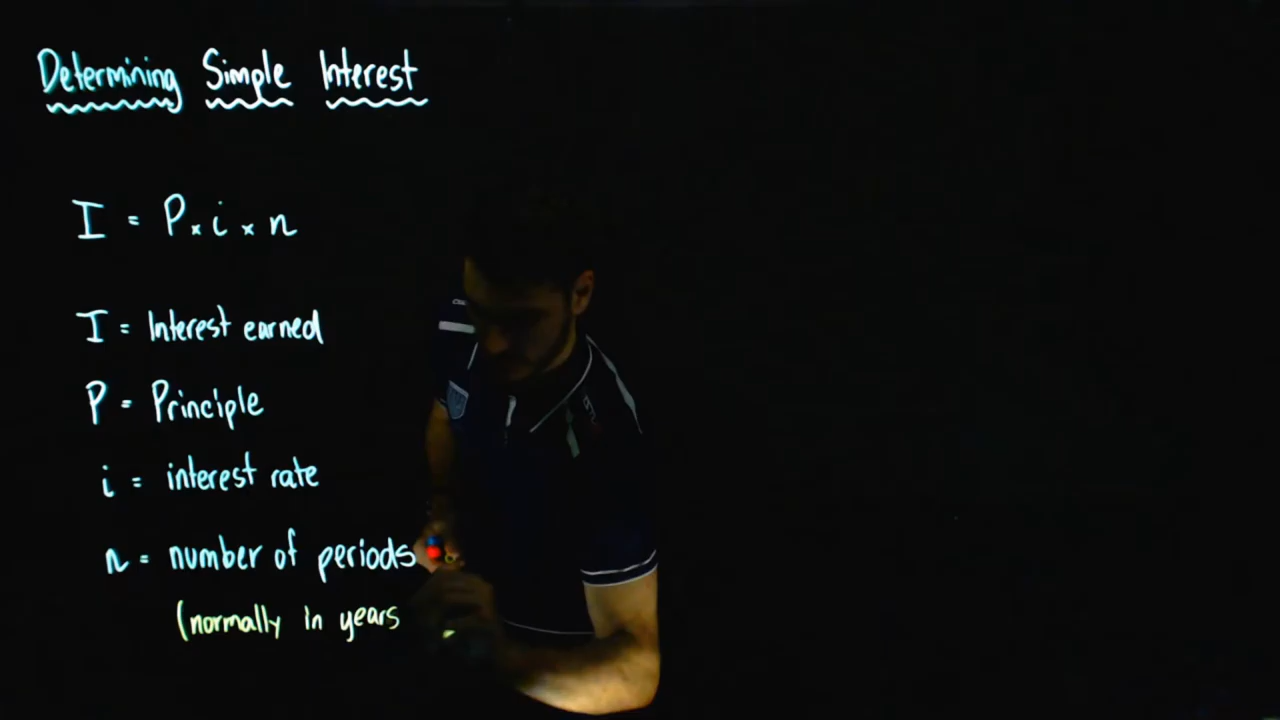 Determining Simple Interest
I = P × i × n
I = Interest earned
P = Principle
i = interest rate
n = number of periods
(normally in years